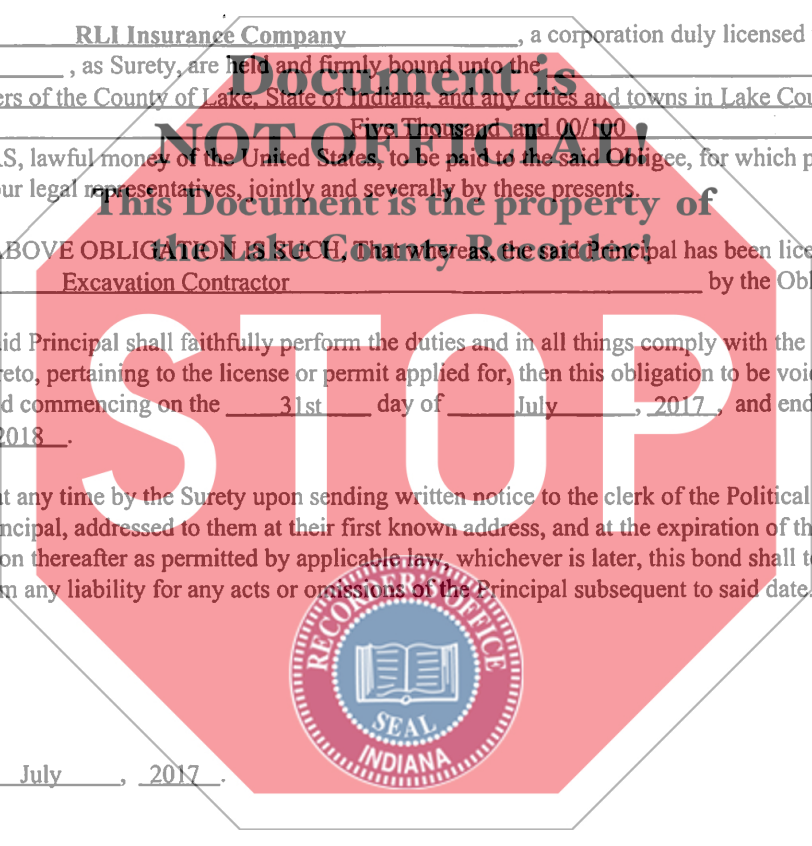 RLI Insurance Company , a corporation duly licensed
Document is
, as Surety, are held and firmly bound unto the
ers of the County of Lake, State of Indiana, and any cities and towns in Lake Cou
NOT OFFICIAL!
Five Thousand and 00/100
RS, lawful money of the United States, to be paid to the said Obligee, for which p
our legal representatives, jointly and severally by these presents.
This Document is the property of
the Lake County Recorder!
ABOVE OBLIGATION IS SUCH, That whereas, the said Principal has been lice
Excavation Contractor by the Obl
STOP
id Principal shall faithfully perform the duties and in all things comply with the
reto, pertaining to the license or permit applied for, then this obligation to be voi
d commencing on the 31st day of July , 2017 , and end
2018 .
at any time by the Surety upon sending written notice to the clerk of the Political
ncipal, addressed to them at their first known address, and at the expiration of th
on thereafter as permitted by applicable law, whichever is later, this bond shall te
m any liability for any acts or omissions of the Principal subsequent to said date.
RECORDER'S OFFICE
SEAL
INDIANA
July , 2017 .